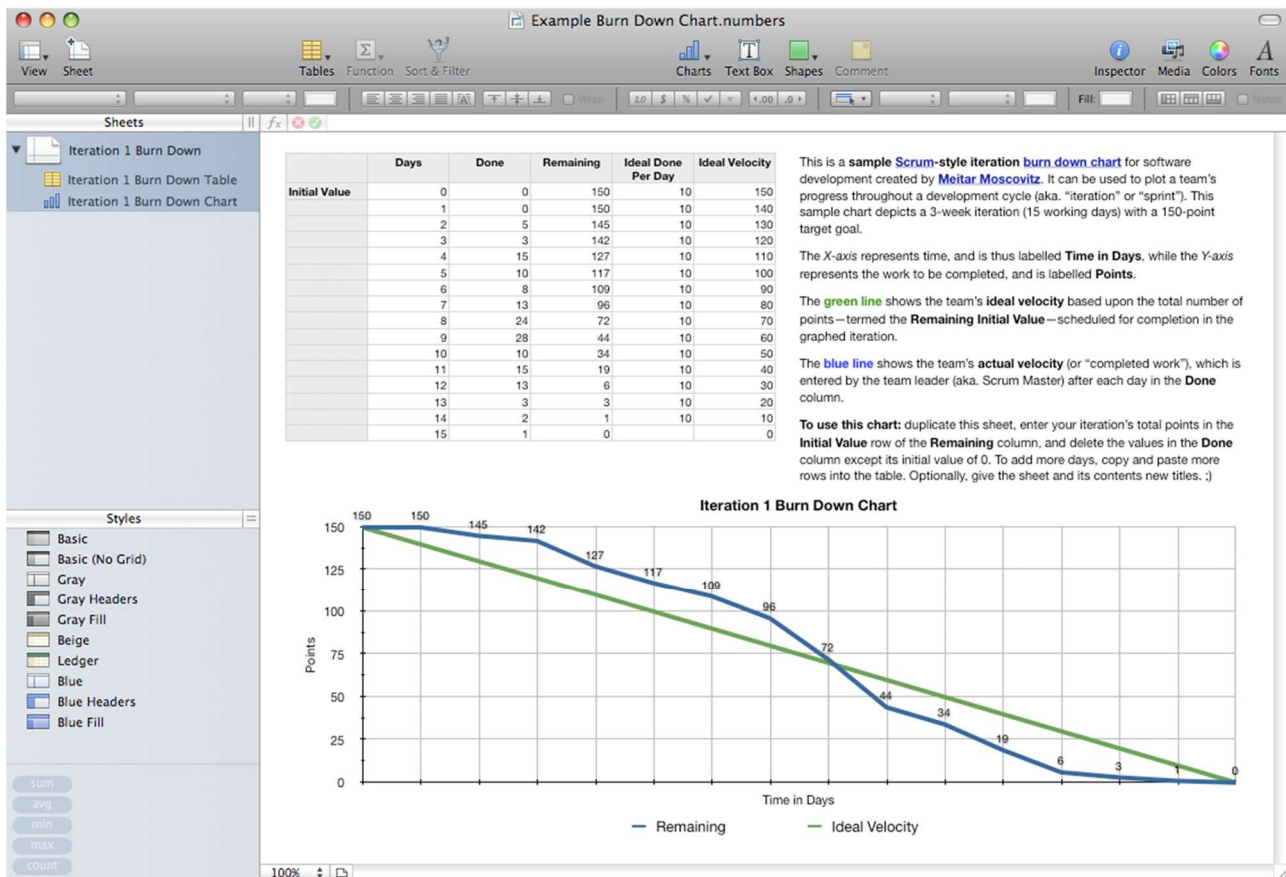 Example Burn Down Chart.numbers
View Sheet Tables Function Sort & Filter Charts Text Box Shapes Comment Inspector Media Colors Fonts
Wrap 1.0 $ % .00 .0 Fill: Name
Sheets
fx
Iteration 1 Burn Down
Iteration 1 Burn Down Table
Iteration 1 Burn Down Chart
Days Done Remaining Ideal Done Per Day Ideal Velocity
Initial Value 0 0 150 10 150
1 0 150 10 140
2 5 145 10 130
3 3 142 10 120
4 15 127 10 110
5 10 117 10 100
6 8 109 10 90
7 13 96 10 80
8 24 72 10 70
9 28 44 10 60
10 10 34 10 50
11 15 19 10 40
12 13 6 10 30
13 3 3 10 20
14 2 1 10 10
15 1 0 0
This is a sample Scrum-style iteration burn down chart for software
development created by Meitar Moscovitz. It can be used to plot a team's
progress throughout a development cycle (aka. “iteration” or “sprint”). This
sample chart depicts a 3-week iteration (15 working days) with a 150-point
target goal.
The X-axis represents time, and is thus labelled Time in Days, while the Y-axis
represents the work to be completed, and is labelled Points.
The green line shows the team's ideal velocity based upon the total number of
points—termed the Remaining Initial Value—scheduled for completion in the
graphed iteration.
The blue line shows the team's actual velocity (or “completed work”), which is
entered by the team leader (aka. Scrum Master) after each day in the Done
column.
To use this chart: duplicate this sheet, enter your iteration's total points in the
Initial Value row of the Remaining column, and delete the values in the Done
column except its initial value of 0. To add more days, copy and paste more
rows into the table. Optionally, give the sheet and its contents new titles. ;)
Styles
Basic
Basic (No Grid)
Gray
Gray Headers
Gray Fill
Beige
Ledger
Blue
Blue Headers
Blue Fill
sum
avg
min
max
count
Iteration 1 Burn Down Chart
150 150 145 142 127 117 109 96 72 44 34 19 6 3 1 0
Points
150
125
100
75
50
25
0
Time in Days
Remaining Ideal Velocity
100%